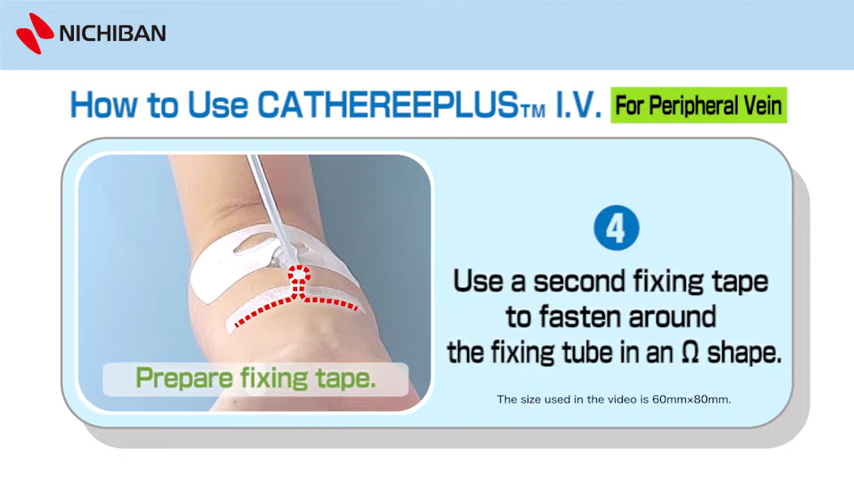 NICHIBAN
How to Use CATHEREEPLUS™ I.V. For Peripheral Vein
4
Use a second fixing tape
to fasten around
the fixing tube in an Ω shape.
The size used in the video is 60mm×80mm.
Prepare fixing tape.